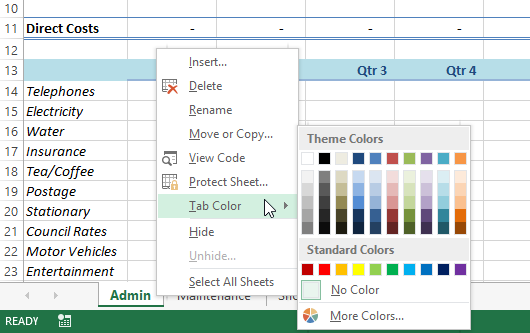 10
11 Direct Costs - - - -
12
13 Qtr 3 Qtr 4
14 Telephones
15 Electricity
16 Water
17 Insurance
18 Tea/Coffee
19 Postage
20 Stationary
21 Council Rates
22 Motor Vehicles
23 Entertainment
Insert...
Delete
Rename
Move or Copy...
View Code
Protect Sheet...
Tab Color
Hide
Unhide...
Select All Sheets
Theme Colors
Standard Colors
No Color
More Colors...
Admin Maintenance
READY